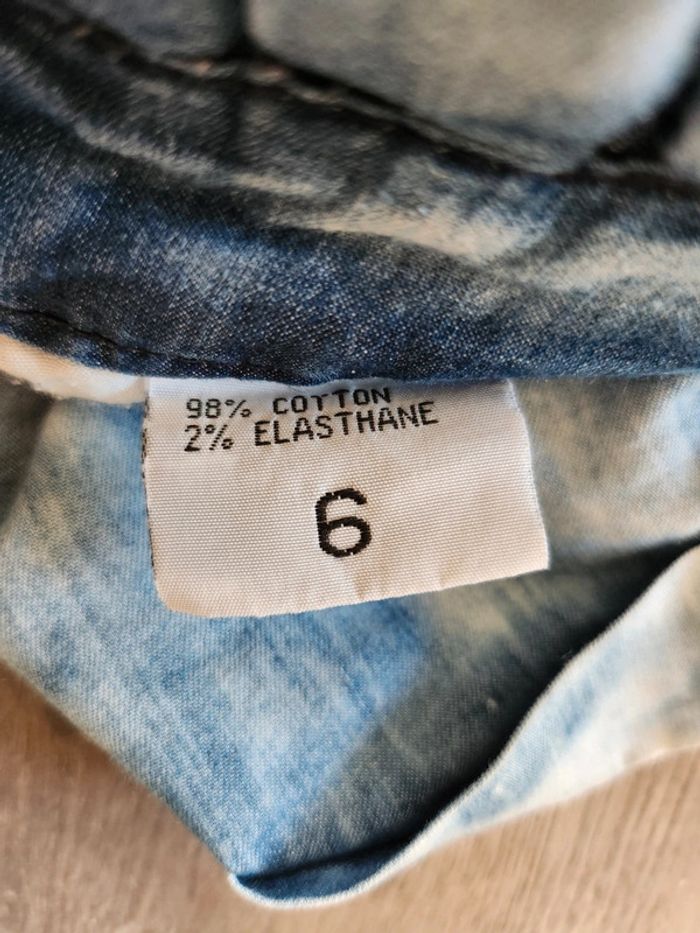 98% COTTON
2% ELASTHANE
6